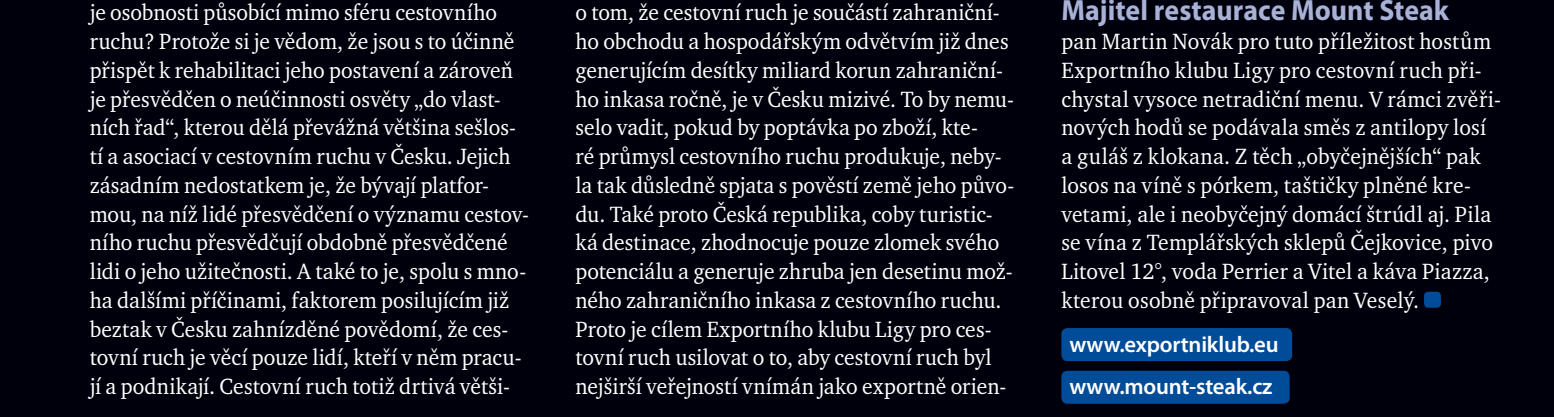 je osobnosti působící mimo sféru cestovního
ruchu? Protože si je vědom, že jsou s to účinně
přispět k rehabilitaci jeho postavení a zároveň
je přesvědčen o neúčinnosti osvěty „do vlast-
ních řad“, kterou dělá převážná většina sešlos-
tí a asociací v cestovním ruchu v Česku. Jejich
zásadním nedostatkem je, že bývají platfor-
mou, na níž lidé přesvědčení o významu cestov-
ního ruchu přesvědčují obdobně přesvědčené
lidi o jeho užitečnosti. A také to je, spolu s mno-
ha dalšími příčinami, faktorem posilujícím již
beztak v Česku zahnízděné povědomí, že ces-
tovní ruch je věcí pouze lidí, kteří v něm pracu-
jí a podnikají. Cestovní ruch totiž drtivá větši-
o tom, že cestovní ruch je součástí zahraniční-
ho obchodu a hospodářským odvětvím již dnes
generujícím desítky miliard korun zahraniční-
ho inkasa ročně, je v Česku mizivé. To by nemu-
selo vadit, pokud by poptávka po zboží, kte-
ré průmysl cestovního ruchu produkuje, neby-
la tak důsledně spjata s pověstí země jeho půvo-
du. Také proto Česká republika, coby turistic-
ká destinace, zhodnocuje pouze zlomek svého
potenciálu a generuje zhruba jen desetinu mož-
ného zahraničního inkasa z cestovního ruchu.
Proto je cílem Exportního klubu Ligy pro ces-
tovní ruch usilovat o to, aby cestovní ruch byl
nejširší veřejností vnímán jako exportně orien-
Majitel restaurace Mount Steak
pan Martin Novák pro tuto příležitost hostům
Exportního klubu Ligy pro cestovní ruch při-
chystal vysoce netradiční menu. V rámci zvěři-
nových hodů se podávala směs z antilopy losí
a guláš z klokana. Z těch „obyčejnějších“ pak
losos na víně s pórkem, taštičky plněné kre-
vetami, ale i neobyčejný domácí štrúdl aj. Pila
se vína z Templářských sklepů Čejkovice, pivo
Litovel 12°, voda Perrier a Vitel a káva Piazza,
kterou osobně připravoval pan Veselý.
www.exportniklub.eu
www.mount-steak.cz